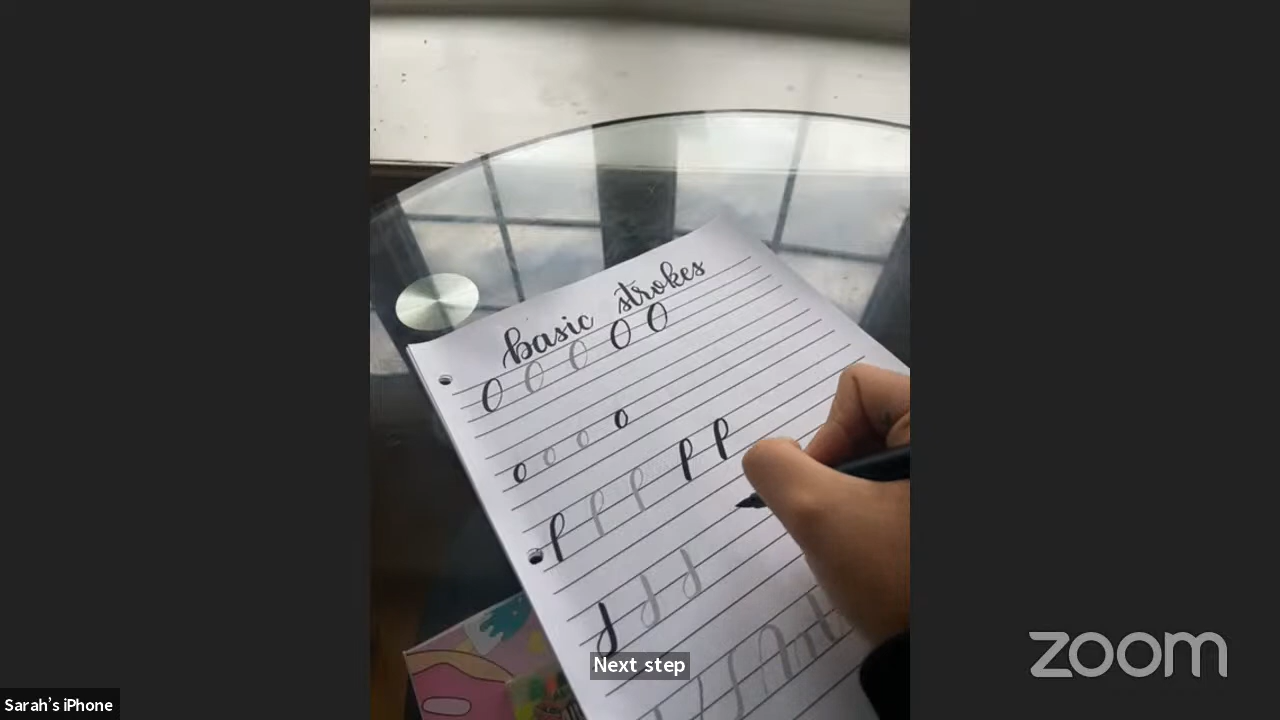 basic strokes
O O O O O
o o o o
Next step
zoom
Sarah's iPhone